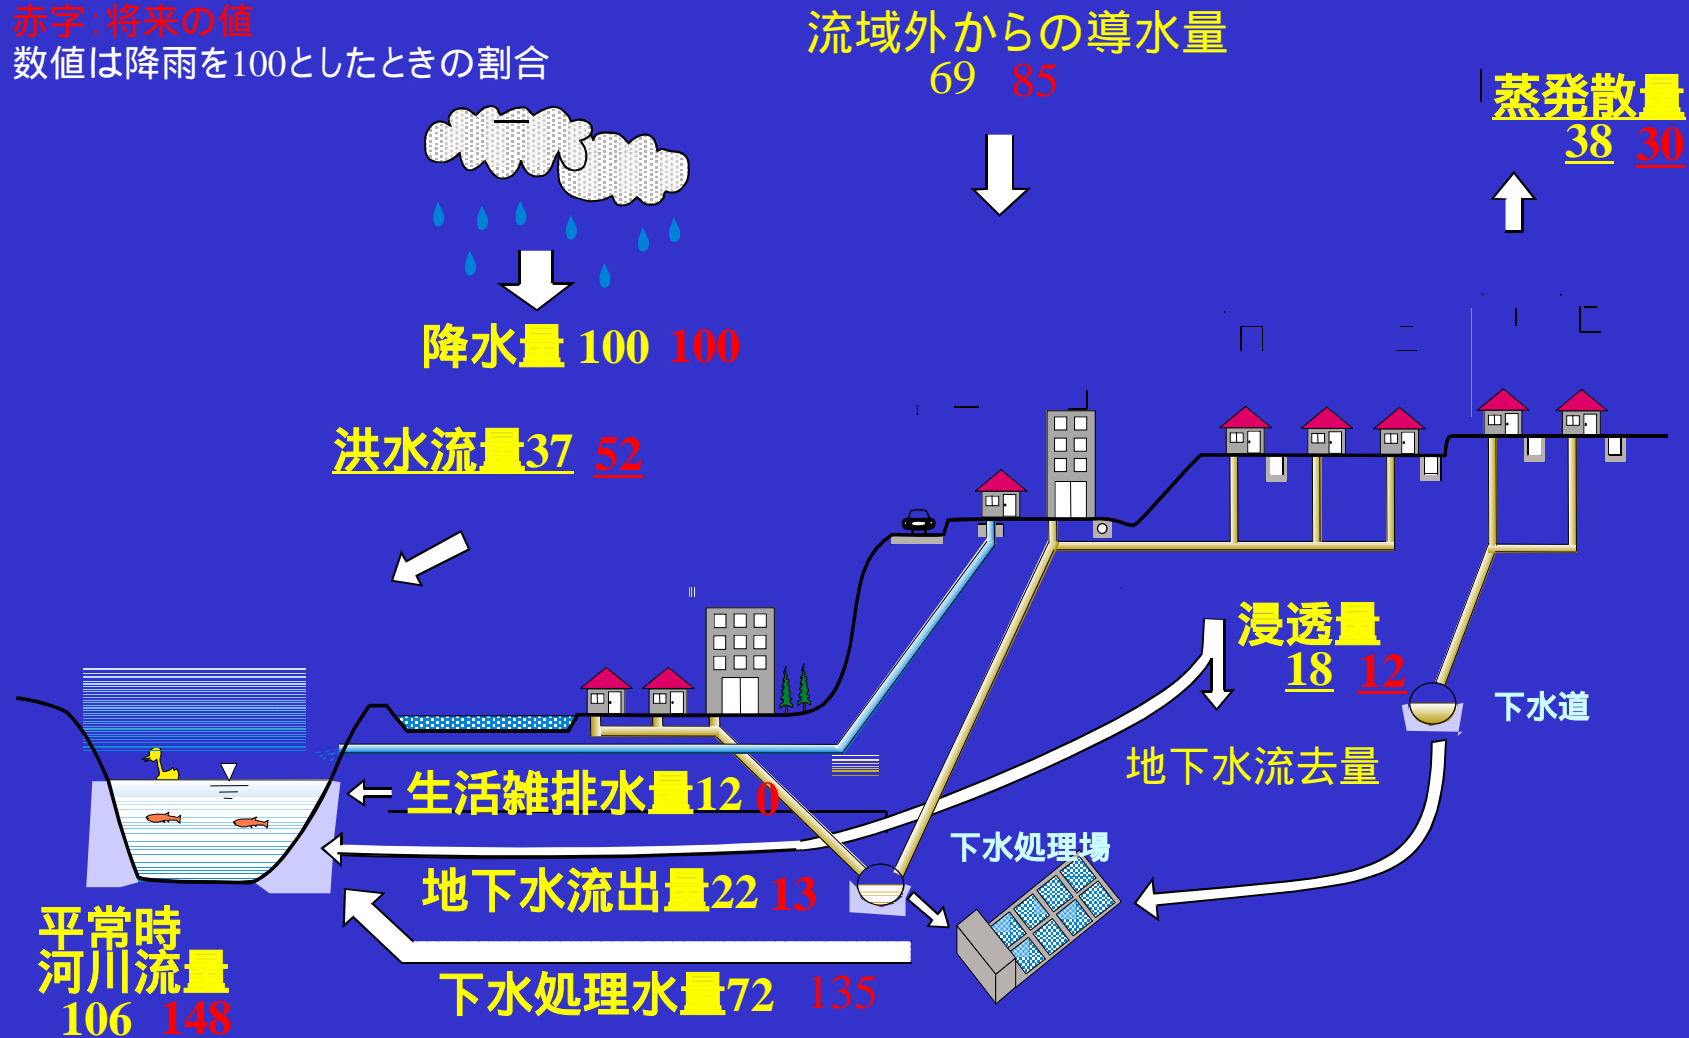 赤字:将来の値
数値は降雨を100としたときの割合
流域外からの導水量
69 85
蒸発散量
38 30
降水量 100 100
洪水流量37 52
浸透量
18 12
下水道
地下水流去量
生活雑排水量12 0
下水処理場
地下水流出量22 13
平常時
河川流量
106 148
下水処理水量72 135